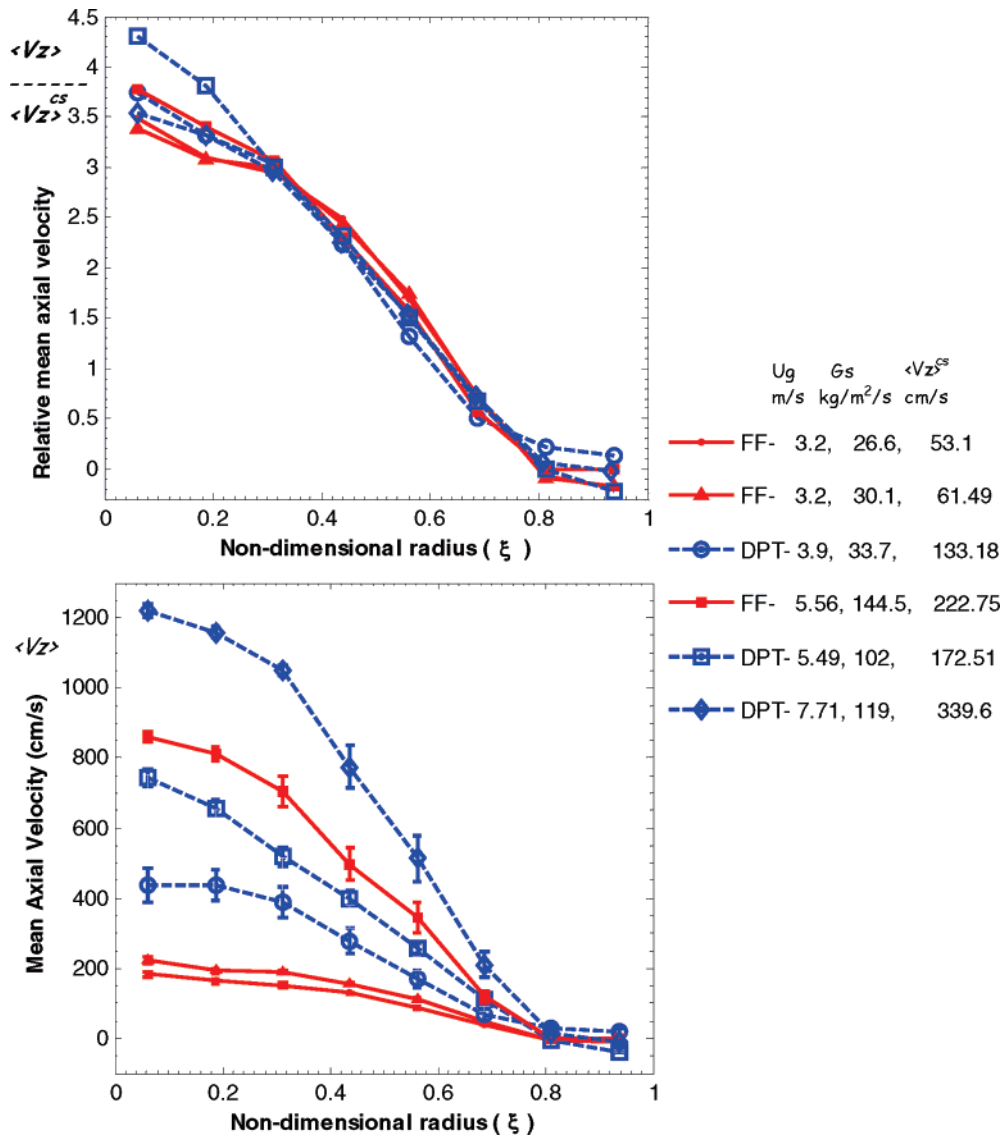 4.5
4
3.5
3
2.5
2
1.5
1
0.5
0
<Vz>
<Vz>cs
Relative mean axial velocity
0 0.2 0.4 0.6 0.8 1
Non-dimensional radius ( ξ )
1200
1000
800
600
400
200
0
<Vz>
Mean Axial Velocity (cm/s)
0 0.2 0.4 0.6 0.8 1
Non-dimensional radius ( ξ )
Ug Gs <Vz>cs
m/s kg/m²/s cm/s
FF- 3.2, 26.6, 53.1
FF- 3.2, 30.1, 61.49
DPT- 3.9, 33.7, 133.18
FF- 5.56, 144.5, 222.75
DPT- 5.49, 102, 172.51
DPT- 7.71, 119, 339.6